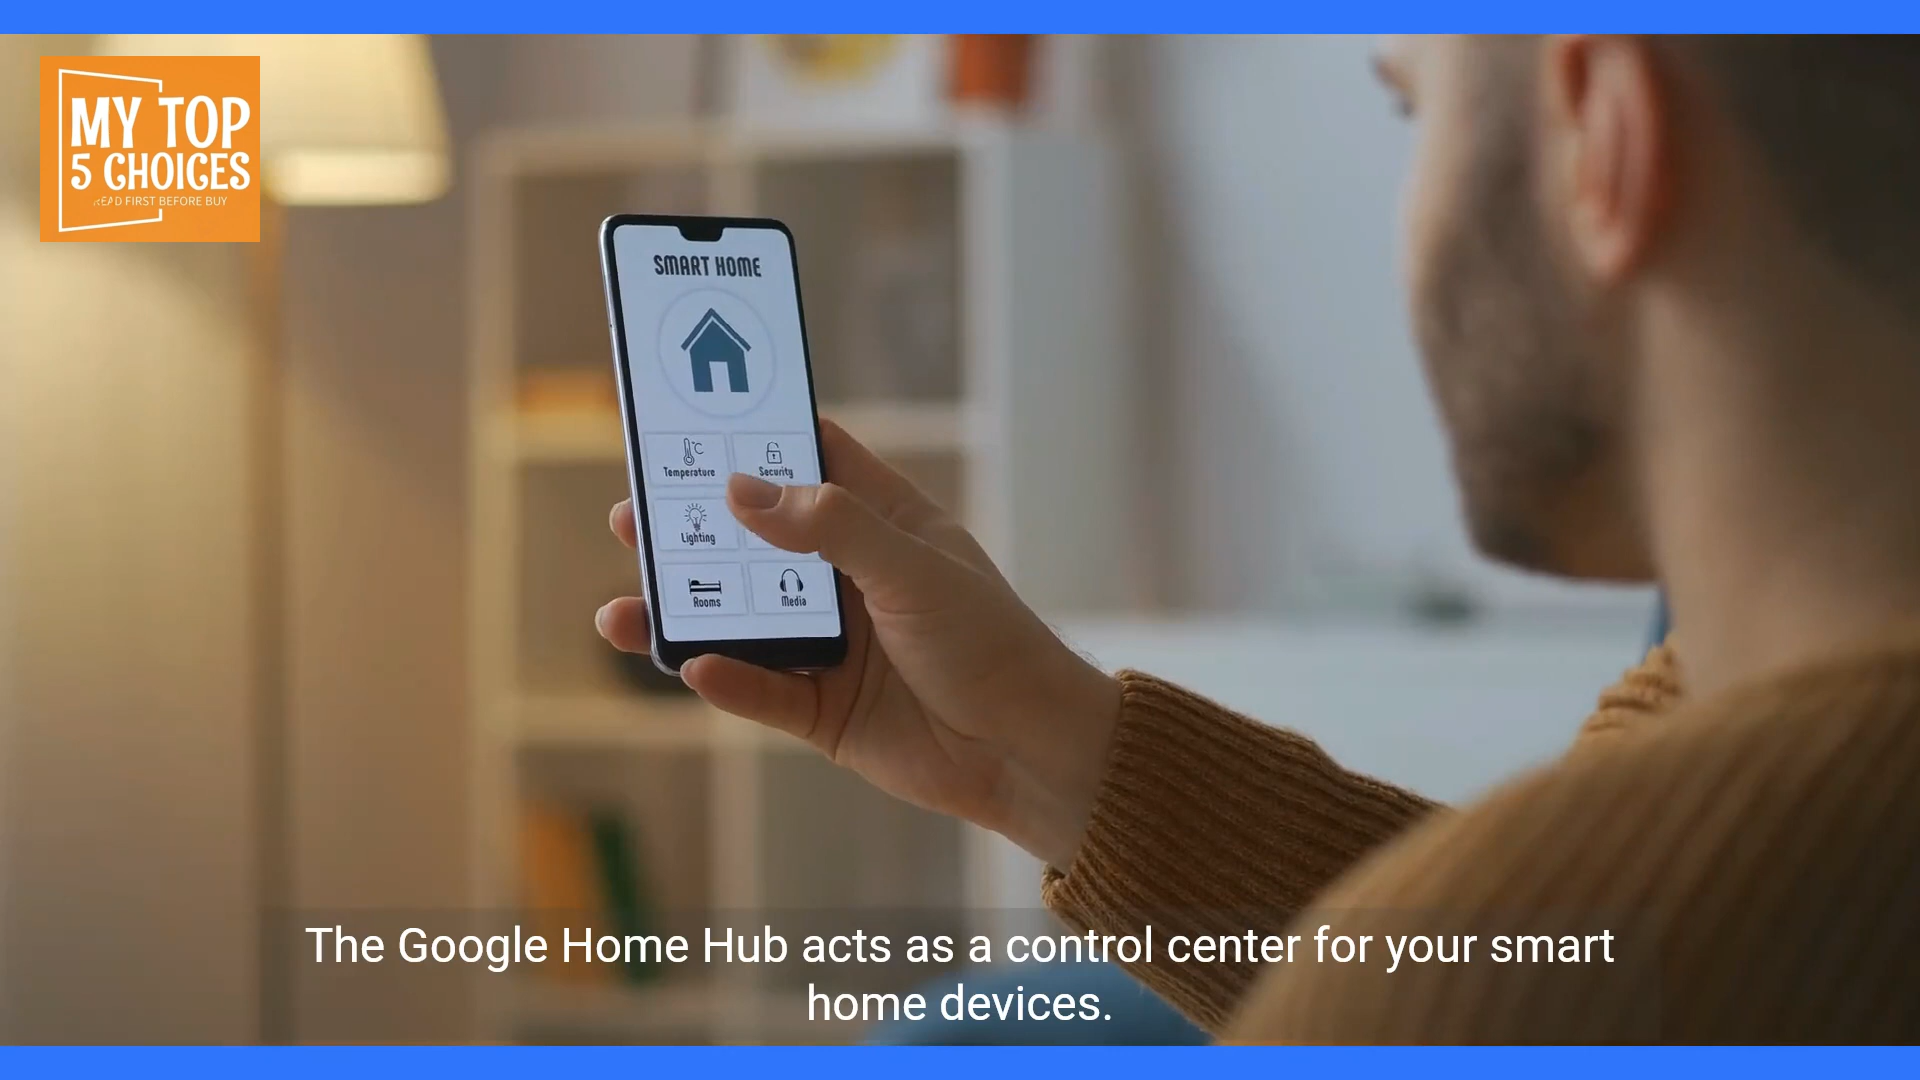 MY TOP
5 CHOICES
READ FIRST BEFORE BUY
SMART HOME
°C
Temperature
Security
Lighting
Rooms
Media
The Google Home Hub acts as a control center for your smart
home devices.